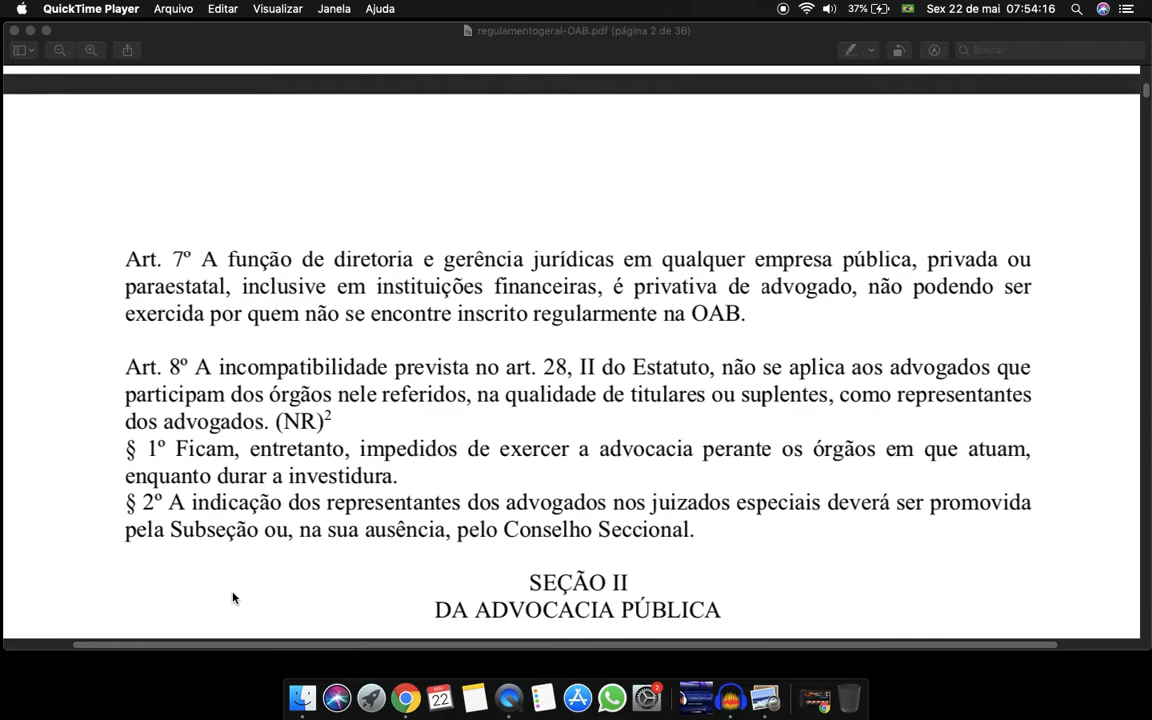 QuickTime Player Arquivo Editar Visualizar Janela Ajuda 37% Sex 22 de mai 07:54:16
regulamentogeral-OAB.pdf (página 2 de 36)
Buscar
Art. 7º A função de diretoria e gerência jurídicas em qualquer empresa pública, privada ou
paraestatal, inclusive em instituições financeiras, é privativa de advogado, não podendo ser
exercida por quem não se encontre inscrito regularmente na OAB.
Art. 8º A incompatibilidade prevista no art. 28, II do Estatuto, não se aplica aos advogados que
participam dos órgãos nele referidos, na qualidade de titulares ou suplentes, como representantes
dos advogados. (NR)2
§ 1º Ficam, entretanto, impedidos de exercer a advocacia perante os órgãos em que atuam,
enquanto durar a investidura.
§ 2º A indicação dos representantes dos advogados nos juizados especiais deverá ser promovida
pela Subseção ou, na sua ausência, pelo Conselho Seccional.
SEÇÃO II
DA ADVOCACIA PÚBLICA
22
2